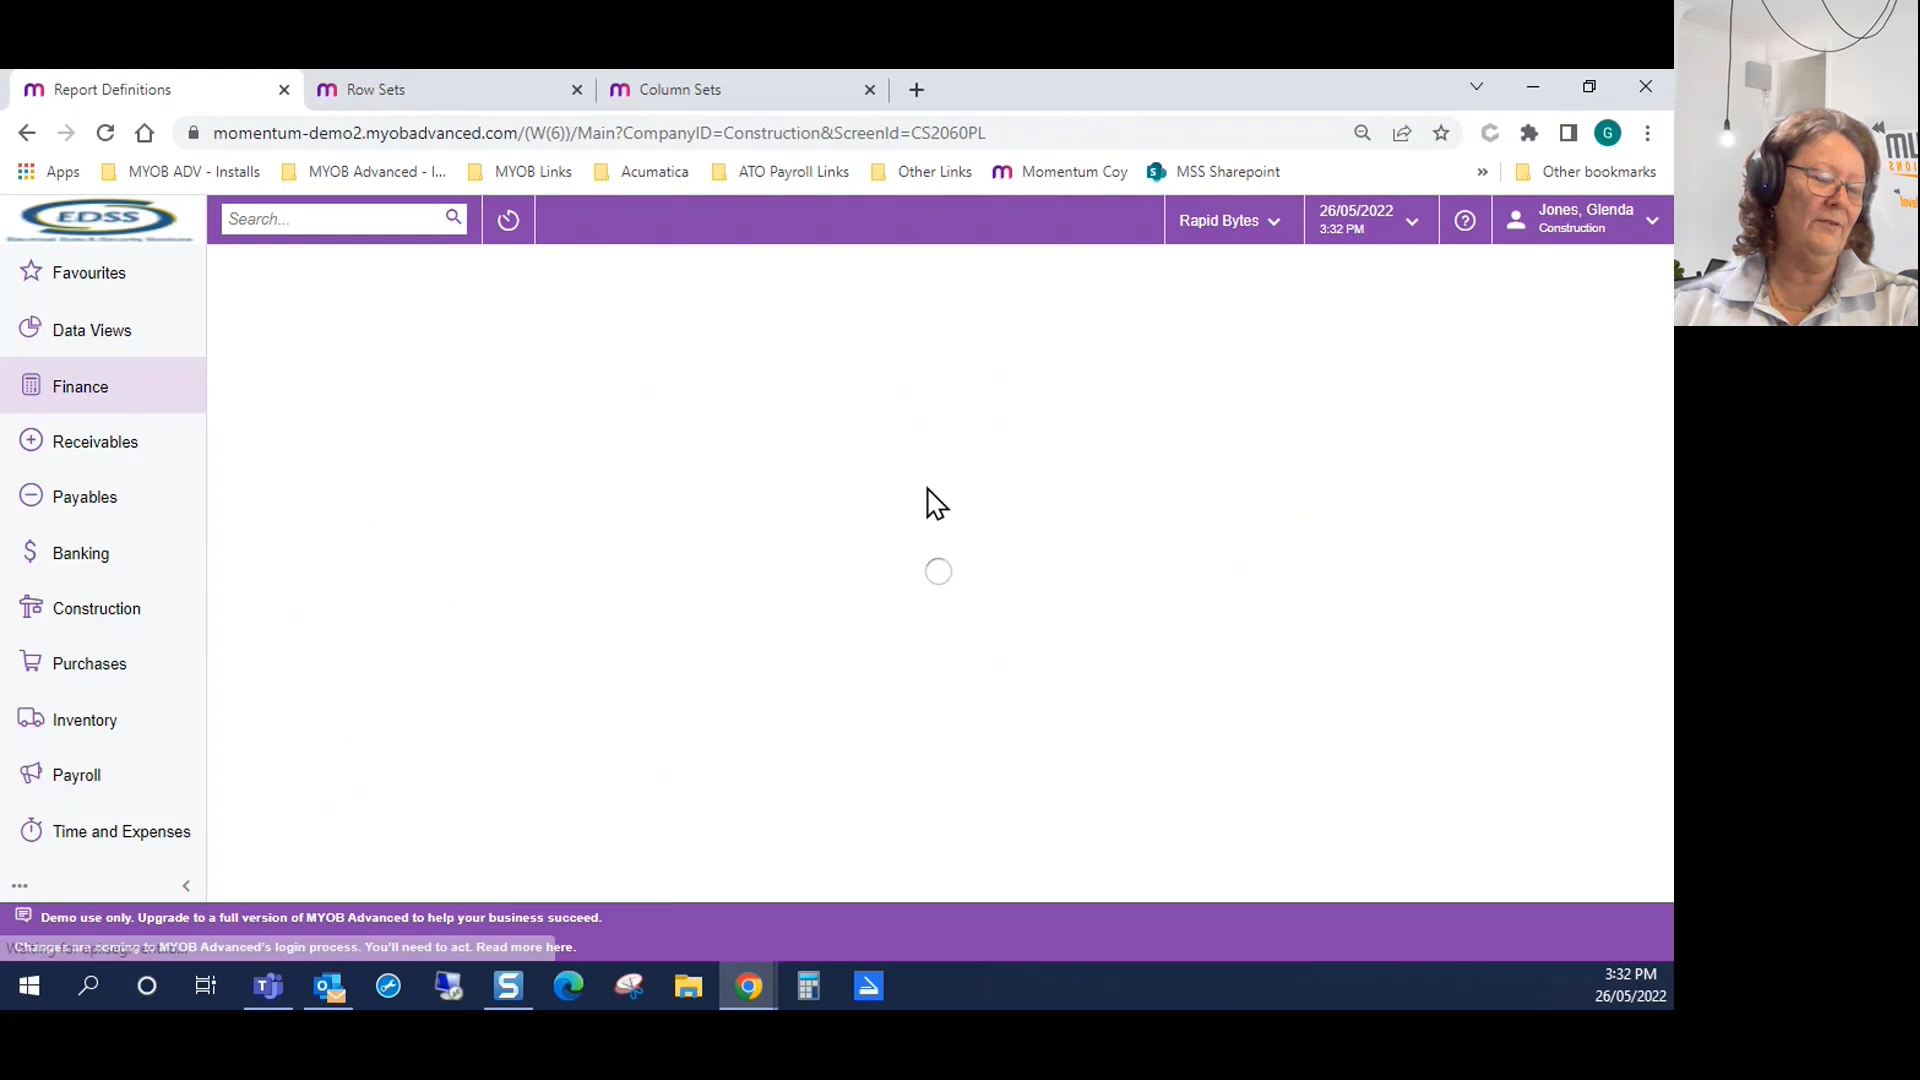 Report Definitions
Row Sets
Column Sets
momentum-demo2.myobadvanced.com/(W(6))/Main?CompanyID=Construction&ScreenId=CS2060PL
G
Apps
MYOB ADV - Installs
MYOB Advanced - I...
MYOB Links
Acumatica
ATO Payroll Links
Other Links
Momentum Coy
MSS Sharepoint
Other bookmarks
EDSS
Search...
Rapid Bytes
26/05/2022
3:32 PM
Jones, Glenda
Construction
Favourites
Data Views
Finance
Receivables
Payables
Banking
Construction
Purchases
Inventory
Payroll
Time and Expenses
Demo use only. Upgrade to a full version of MYOB Advanced to help your business succeed.
Changes are coming to MYOB Advanced's login process. You'll need to act. Read more here.
3:32 PM
26/05/2022